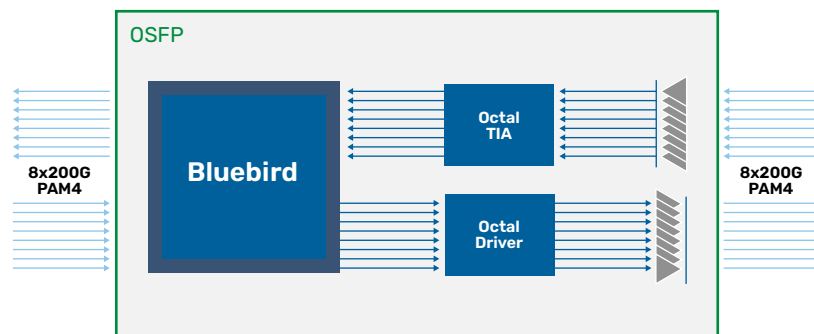 OSFP
Bluebird
Octal
TIA
Octal
Driver
8x200G
PAM4
8x200G
PAM4